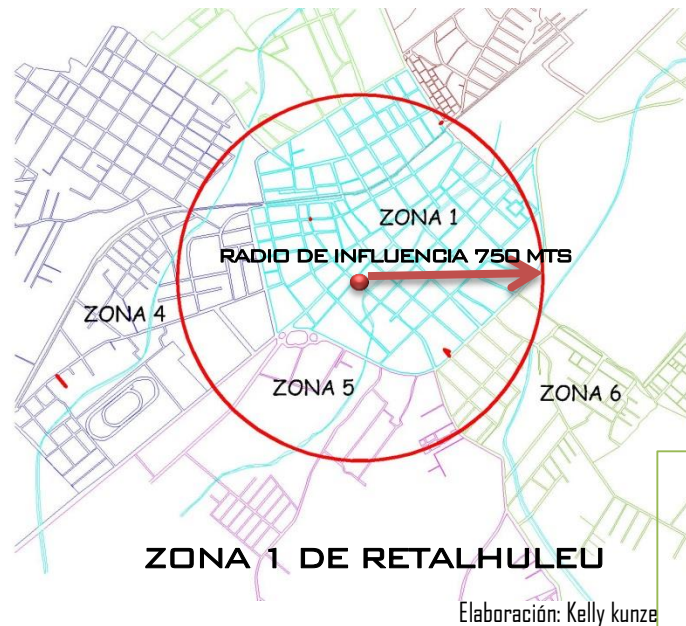 ZONA 1
RADIO DE INFLUENCIA 750 MTS
ZONA 4
ZONA 5
ZONA 6
ZONA 1 DE RETALHULEU
Elaboración: Kelly kunze